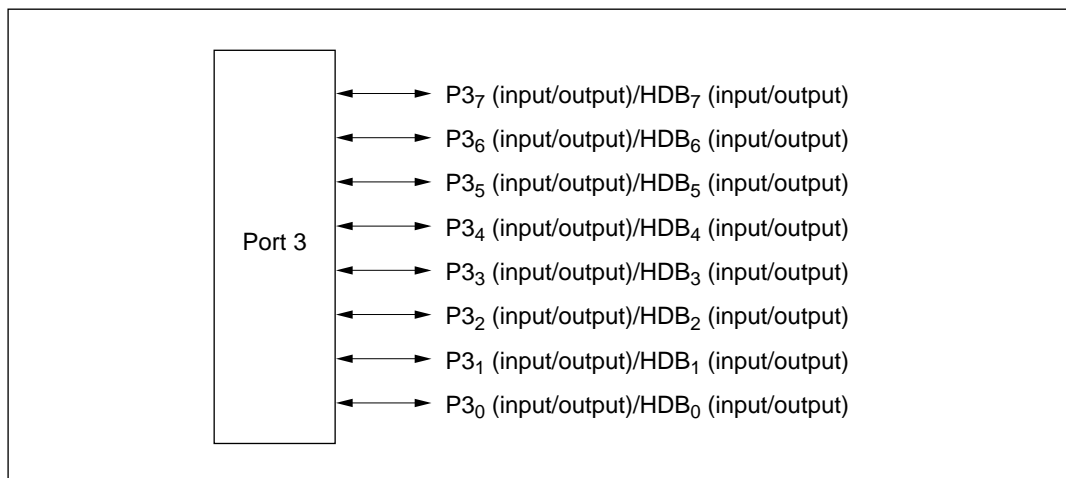 P3₇ (input/output)/HDB₇ (input/output)
P3₆ (input/output)/HDB₆ (input/output)
P3₅ (input/output)/HDB₅ (input/output)
P3₄ (input/output)/HDB₄ (input/output)
Port 3
P3₃ (input/output)/HDB₃ (input/output)
P3₂ (input/output)/HDB₂ (input/output)
P3₁ (input/output)/HDB₁ (input/output)
P3₀ (input/output)/HDB₀ (input/output)